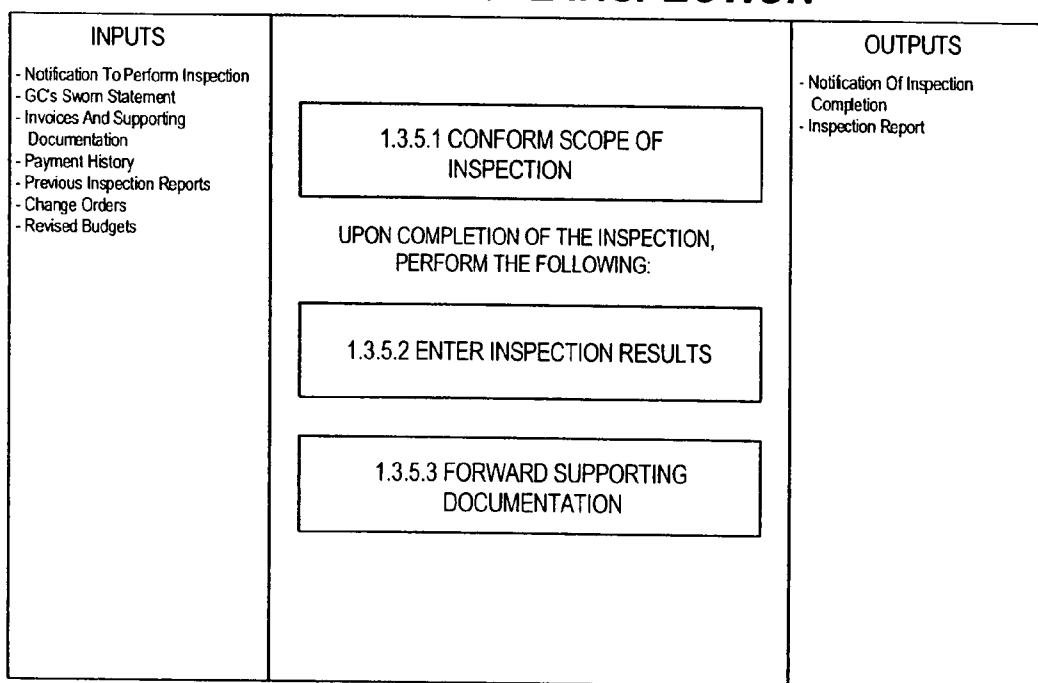 INSPECTION
INPUTS
- Notification To Perform Inspection
- GC's Sworn Statement
- Invoices And Supporting
Documentation
- Payment History
- Previous Inspection Reports
- Change Orders
- Revised Budgets
1.3.5.1 CONFORM SCOPE OF
INSPECTION
UPON COMPLETION OF THE INSPECTION,
PERFORM THE FOLLOWING:
1.3.5.2 ENTER INSPECTION RESULTS
1.3.5.3 FORWARD SUPPORTING
DOCUMENTATION
OUTPUTS
- Notification Of Inspection
Completion
- Inspection Report